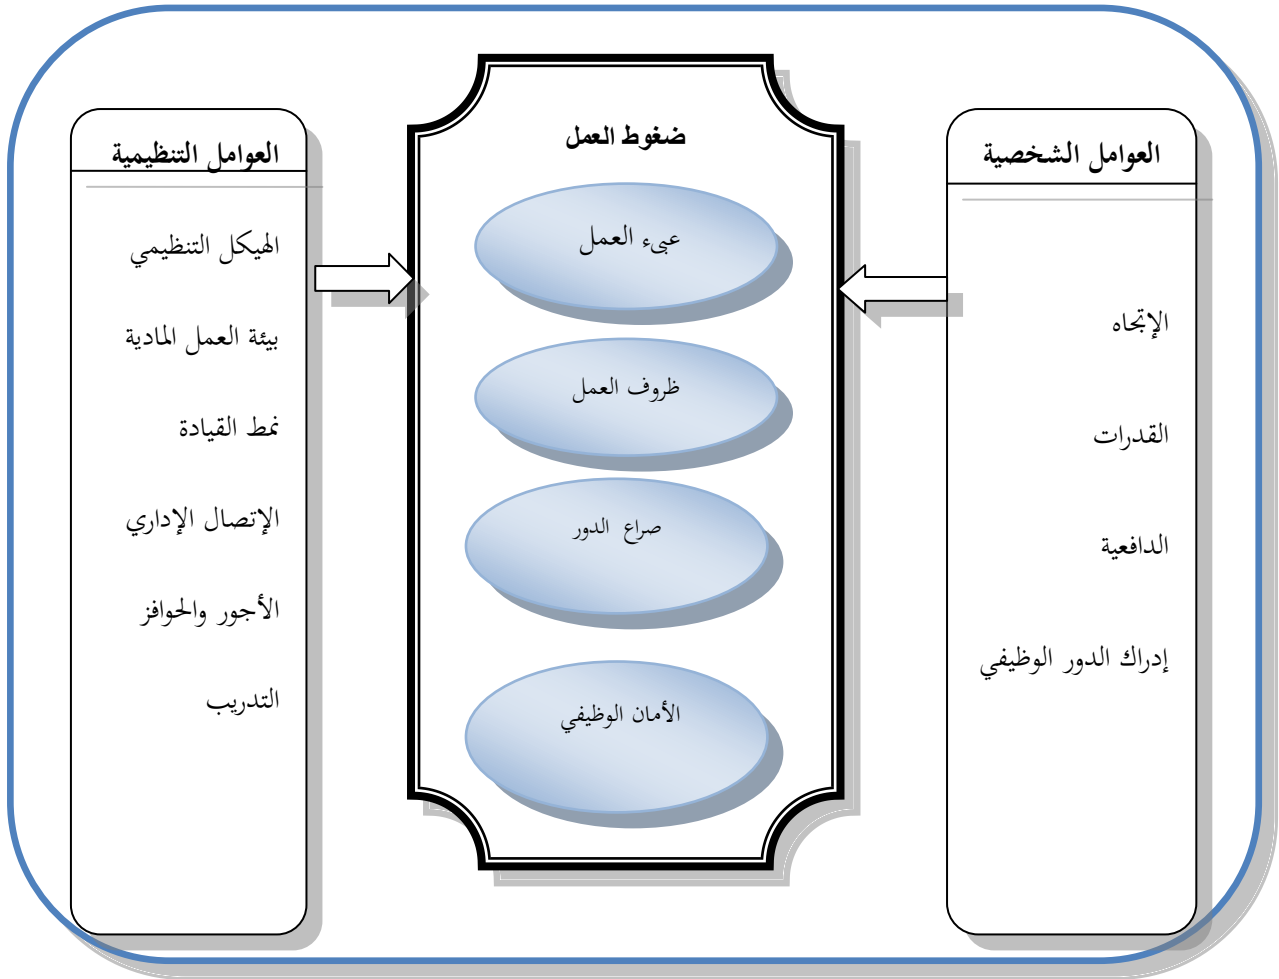 العوامل الشخصية
الإتجاه
القدرات
الدافعية
إدراك الدور الوظيفي
ضغوط العمل
عبىء العمل
ظروف العمل
صراع الدور
الأمان الوظيفي
العوامل التنظيمية
الهيكل التنظيمي
بيئة العمل المادية
نمط القيادة
الإتصال الإداري
الأجور والحوافز
التدريب